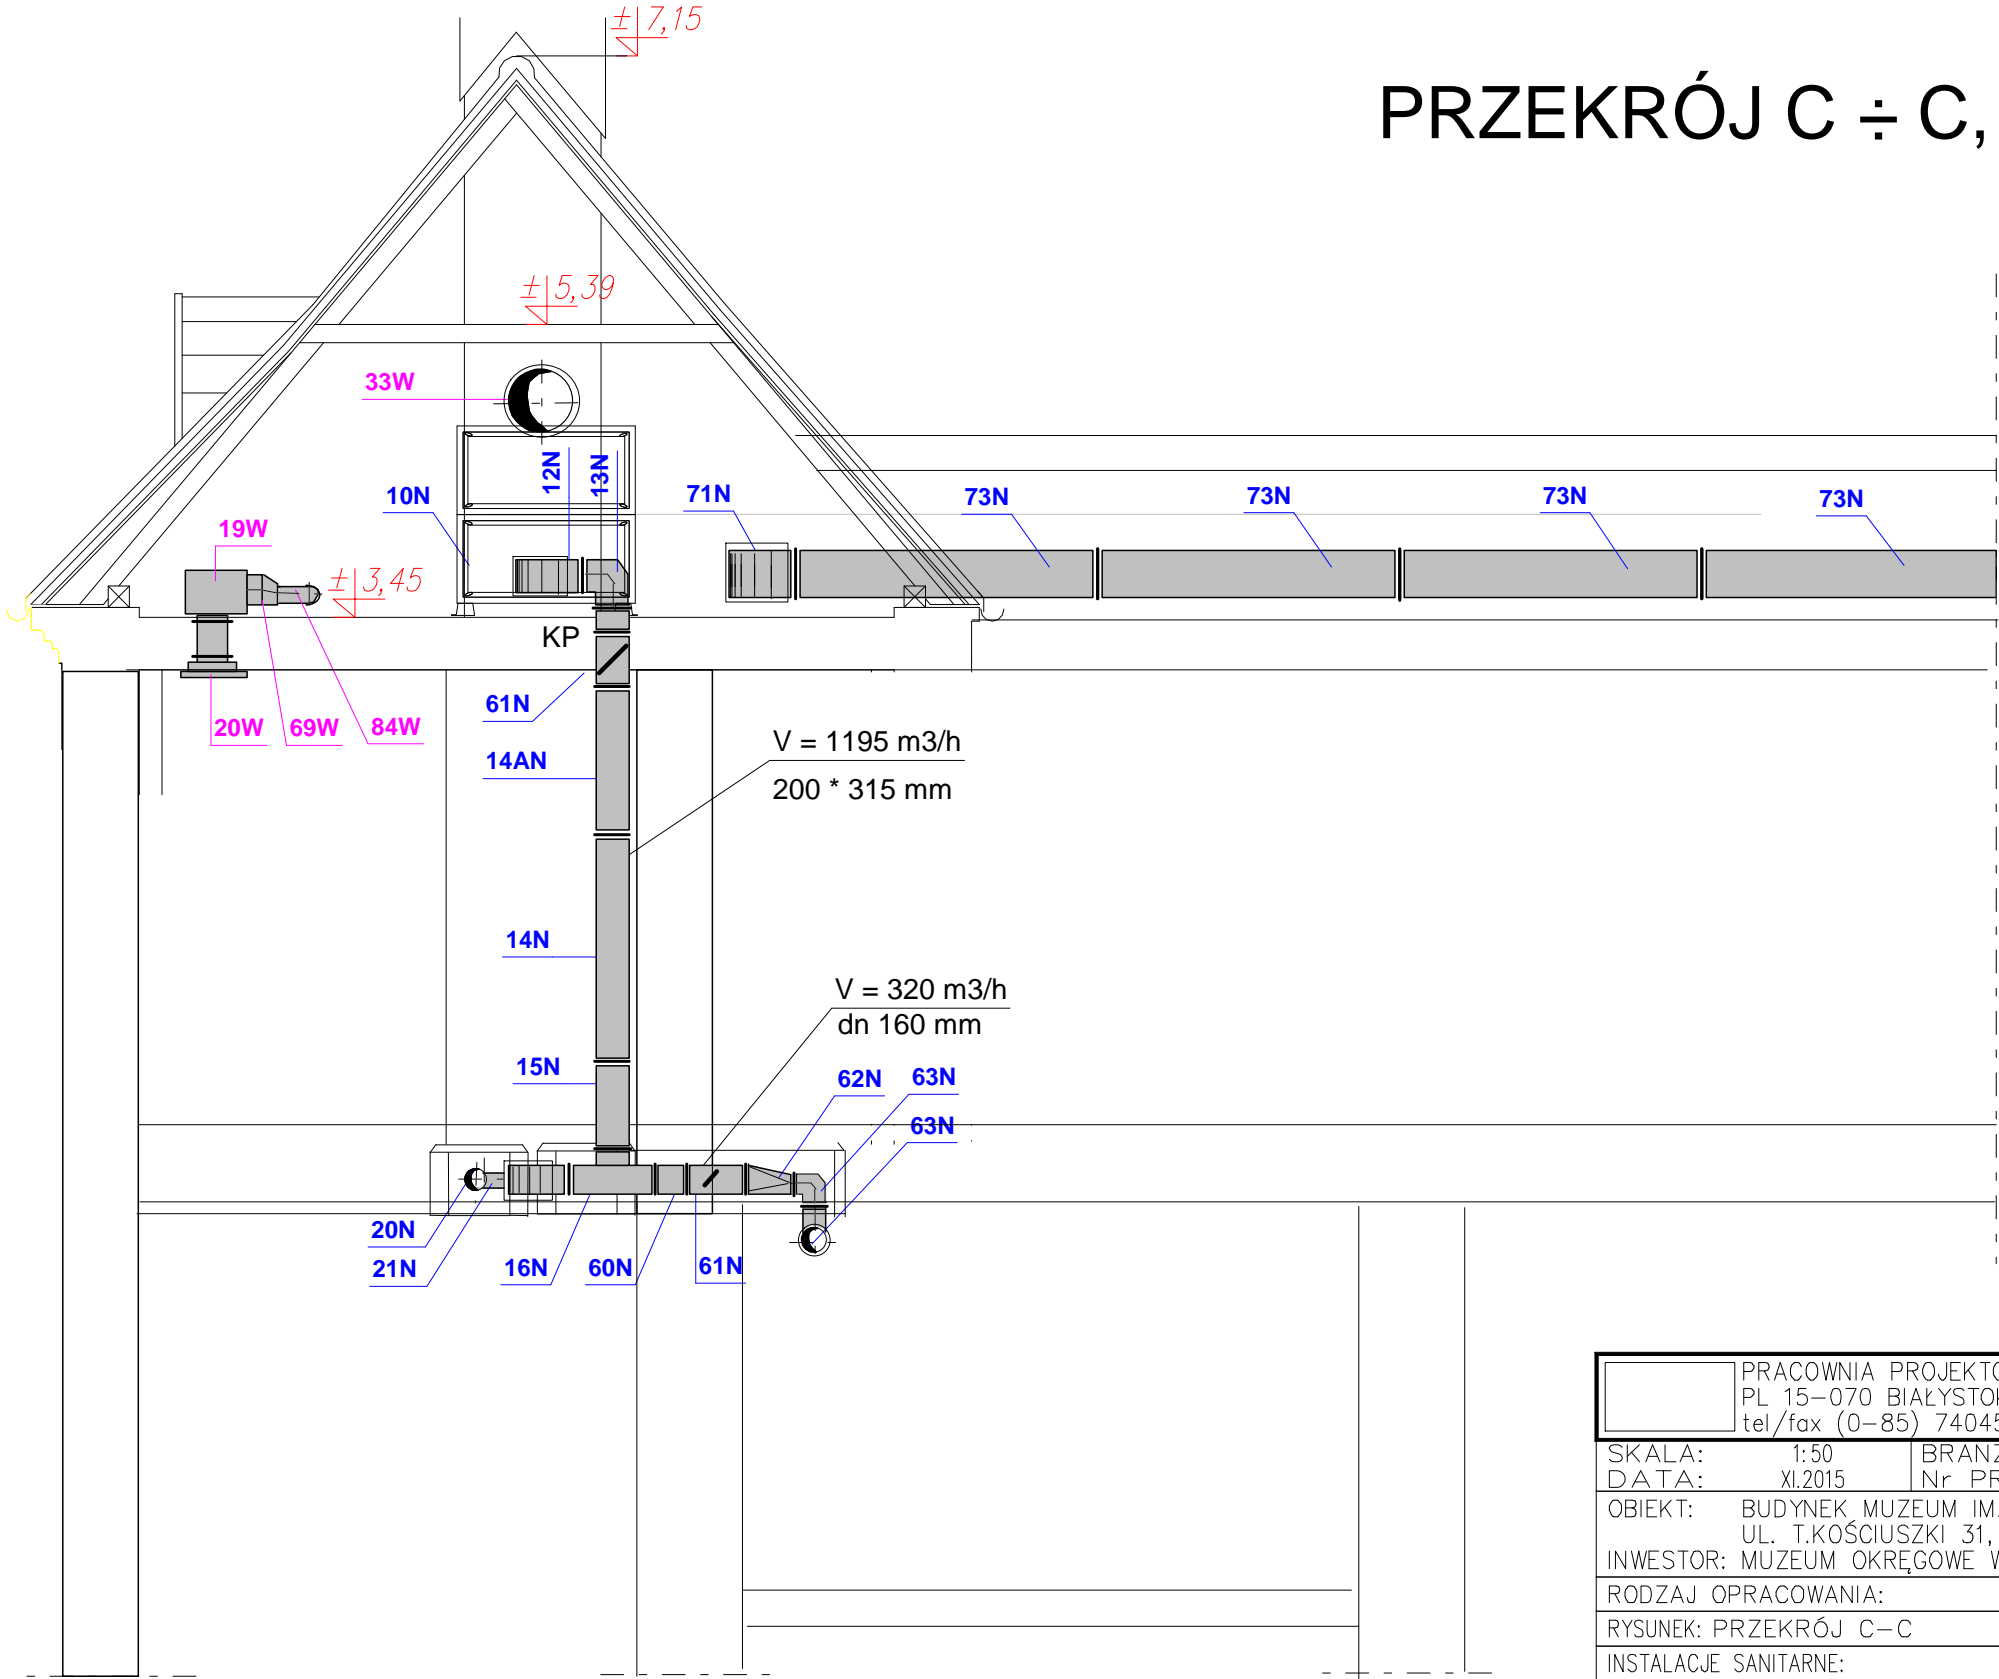 ± 7,15
PRZEKRÓJ C ÷ C,
± 5,39
33W
12N
13N
10N
71N
73N
73N
73N
73N
19W
± 3,45
KP
61N
20W
69W
84W
V = 1195 m3/h
14AN
200 * 315 mm
14N
V = 320 m3/h
dn 160 mm
15N
62N
63N
63N
20N
21N
16N
60N
61N
PRACOWNIA PROJEKTO
PL 15-070 BIAŁYSTOK
tel/fax (0-85) 74045
SKALA: 1:50 BRANŻ
DATA: XI.2015 Nr PR
OBIEKT: BUDYNEK MUZEUM IM.
UL. T.KOŚCIUSZKI 31,
INWESTOR: MUZEUM OKRĘGOWE W
RODZAJ OPRACOWANIA:
RYSUNEK: PRZEKRÓJ C-C
INSTALACJE SANITARNE: